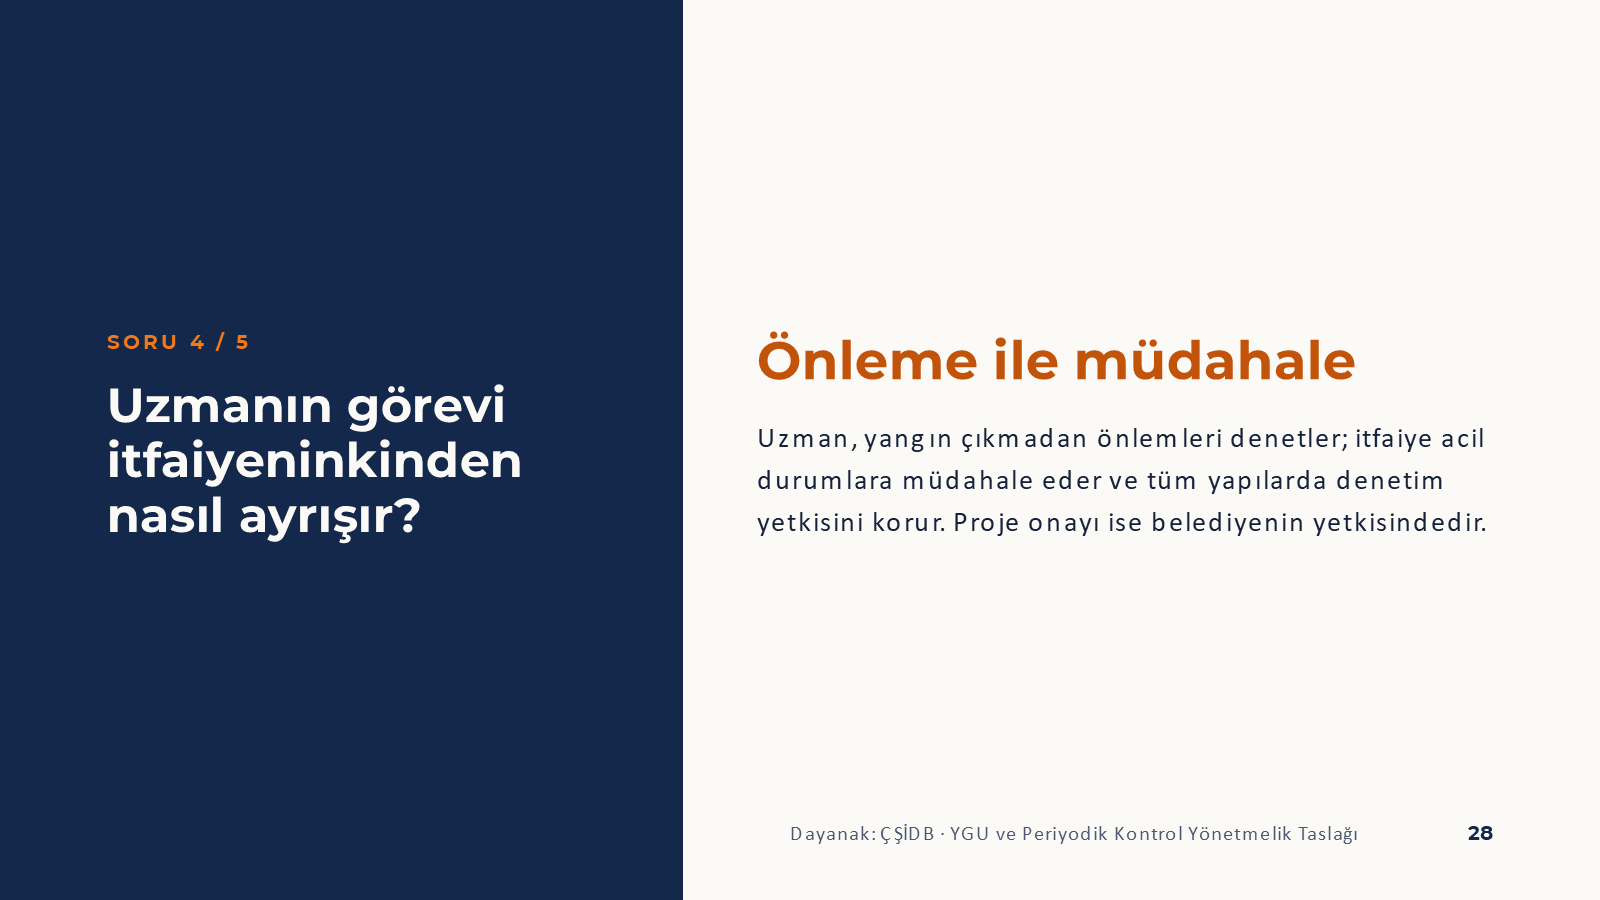 SORU 4 / 5
Uzmanın görevi
itfaiyeninkinden
nasıl ayrışır?
Önleme ile müdahale
Uzman, yangın çıkmadan önlemleri denetler; itfaiye acil
durumlara müdahale eder ve tüm yapılarda denetim
yetkisini korur. Proje onayı ise belediyenin yetkisindedir.
Dayanak: ÇŞİDB · YGU ve Periyodik Kontrol Yönetmelik Taslağı
28